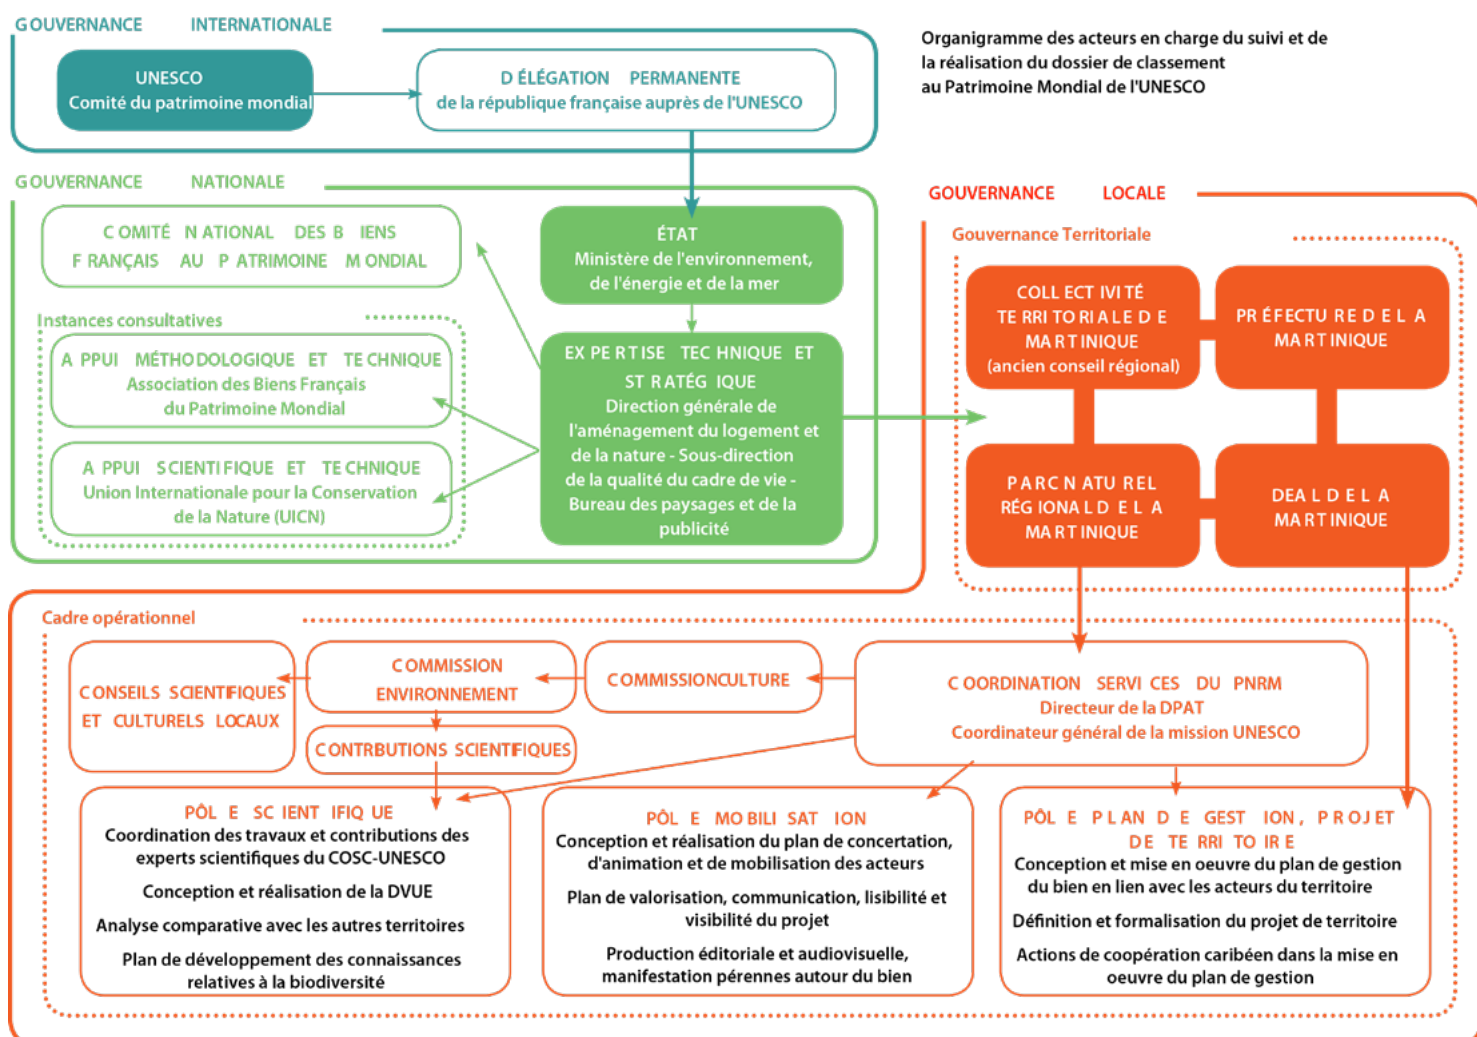 GOUVERNANCE INTERNATIONALE
UNESCO
Comité du patrimoine mondial
DÉLÉGATION PERMANENTE
de la république française auprès de l'UNESCO
Organigramme des acteurs en charge du suivi et de
la réalisation du dossier de classement
au Patrimoine Mondial de l'UNESCO
GOUVERNANCE NATIONALE
COMITÉ NATIONAL DES BIENS
FRANÇAIS AU PATRIMOINE MONDIAL
ÉTAT
Ministère de l'environnement,
de l'énergie et de la mer
Instances consultatives
APPUI MÉTHODOLOGIQUE ET TECHNIQUE
Association des Biens Français
du Patrimoine Mondial
APPUI SCIENTIFIQUE ET TECHNIQUE
Union Internationale pour la Conservation
de la Nature (UICN)
EXPERTISE TECHNIQUE ET
STRATÉGIQUE
Direction générale de
l'aménagement du logement et
de la nature - Sous-direction
de la qualité du cadre de vie -
Bureau des paysages et de la
publicité
GOUVERNANCE LOCALE
Gouvernance Territoriale
COLLECTIVITÉ
TERRITORIALE DE
MARTINIQUE
(ancien conseil régional)
PRÉFECTURE DE LA
MARTINIQUE
PARC NATUREL
RÉGIONAL DE LA
MARTINIQUE
DEAL DE LA
MARTINIQUE
Cadre opérationnel
CONSEILS SCIENTIFIQUES
ET CULTURELS LOCAUX
COMMISSION
ENVIRONNEMENT
CONTRBUTIONS SCIENTIFIQUES
COMMISSION CULTURE
COORDINATION SERVICES DU PNRM
Directeur de la DPAT
Coordinateur général de la mission UNESCO
PÔLE SCIENTIFIQUE
Coordination des travaux et contributions des
experts scientifiques du COSC-UNESCO
Conception et réalisation de la DVUE
Analyse comparative avec les autres territoires
Plan de développement des connaissances
relatives à la biodiversité
PÔLE MOBILISATION
Conception et réalisation du plan de concertation,
d'animation et de mobilisation des acteurs
Plan de valorisation, communication, lisibilité et
visibilité du projet
Production éditoriale et audiovisuelle,
manifestation pérennes autour du bien
PÔLE PLAN DE GESTION, PROJET
DE TERRITOIRE
Conception et mise en oeuvre du plan de gestion
du bien en lien avec les acteurs du territoire
Définition et formalisation du projet de territoire
Actions de coopération caribéen dans la mise en
oeuvre du plan de gestion